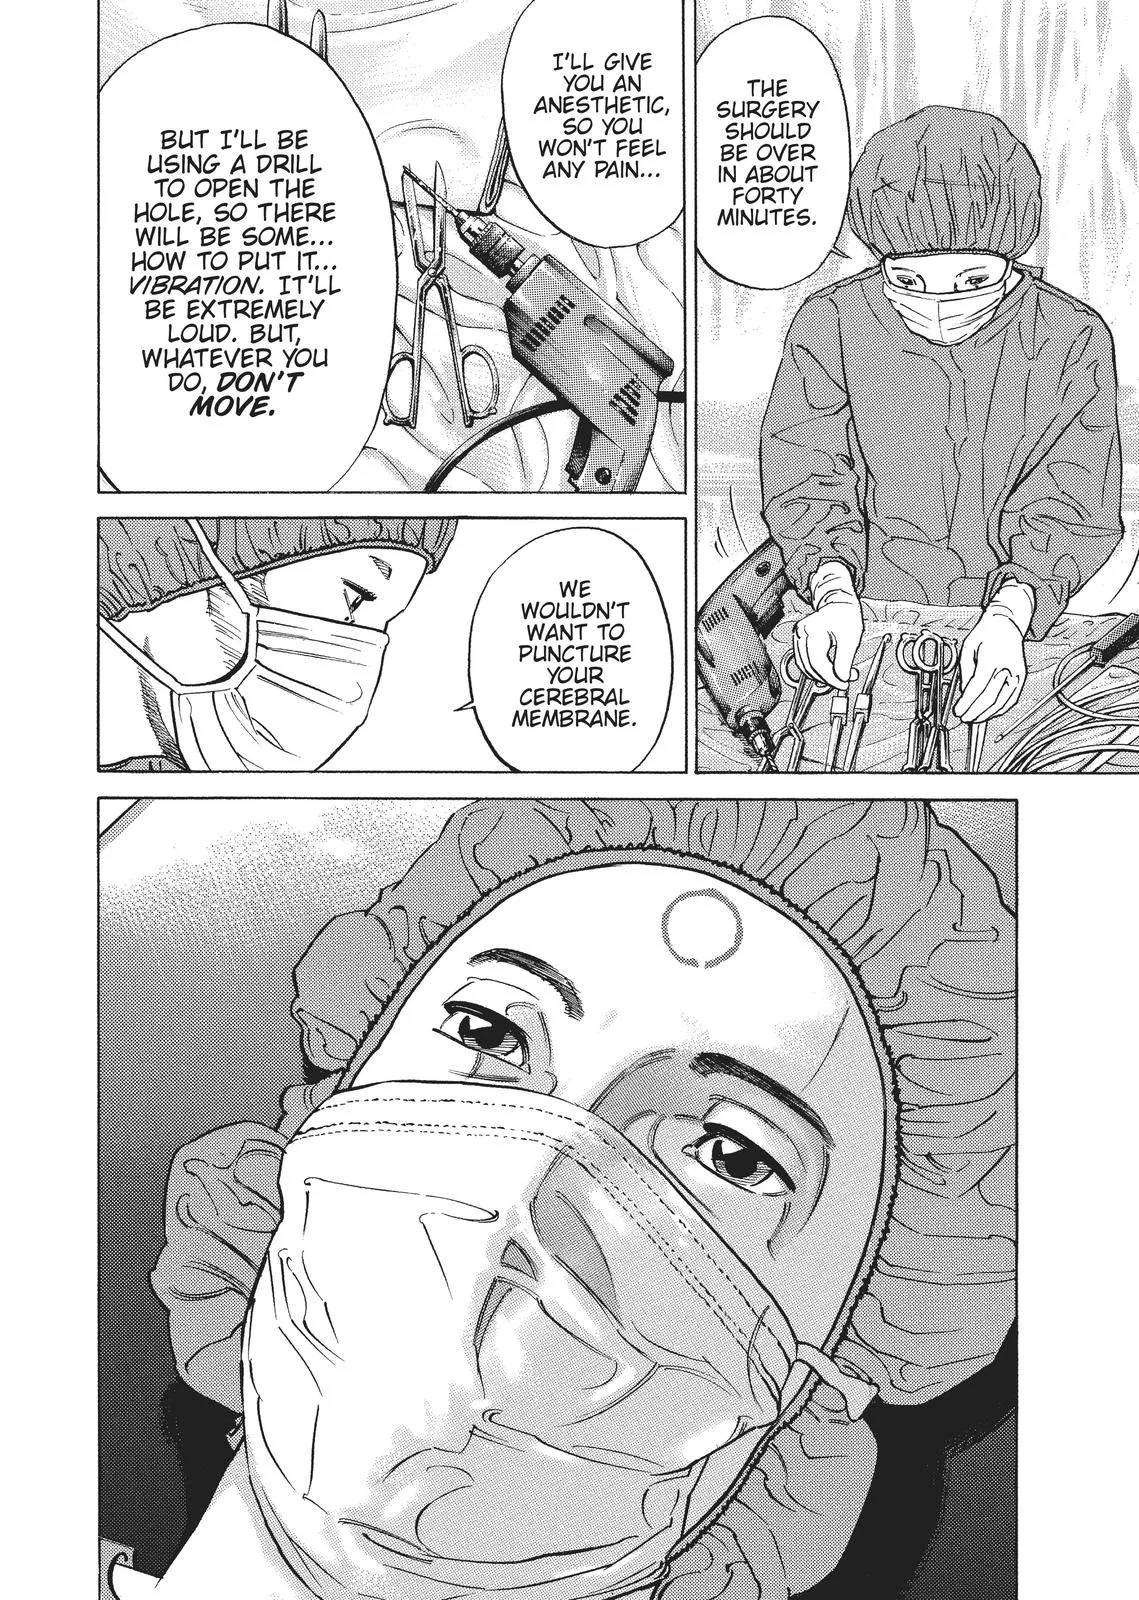 THE
SURGERY
SHOULD
BE OVER
IN ABOUT
FORTY
MINUTES.
I'LL GIVE
YOU AN
ANESTHETIC,
SO YOU
WON'T FEEL
ANY PAIN...
BUT I'LL BE
USING A DRILL
TO OPEN THE
HOLE, SO THERE
WILL BE SOME...
HOW TO PUT IT...
VIBRATION. IT'LL
BE EXTREMELY
LOUD. BUT,
WHATEVER YOU
DO, DON'T
MOVE.
WE
WOULDN'T
WANT TO
PUNCTURE
YOUR
CEREBRAL
MEMBRANE.